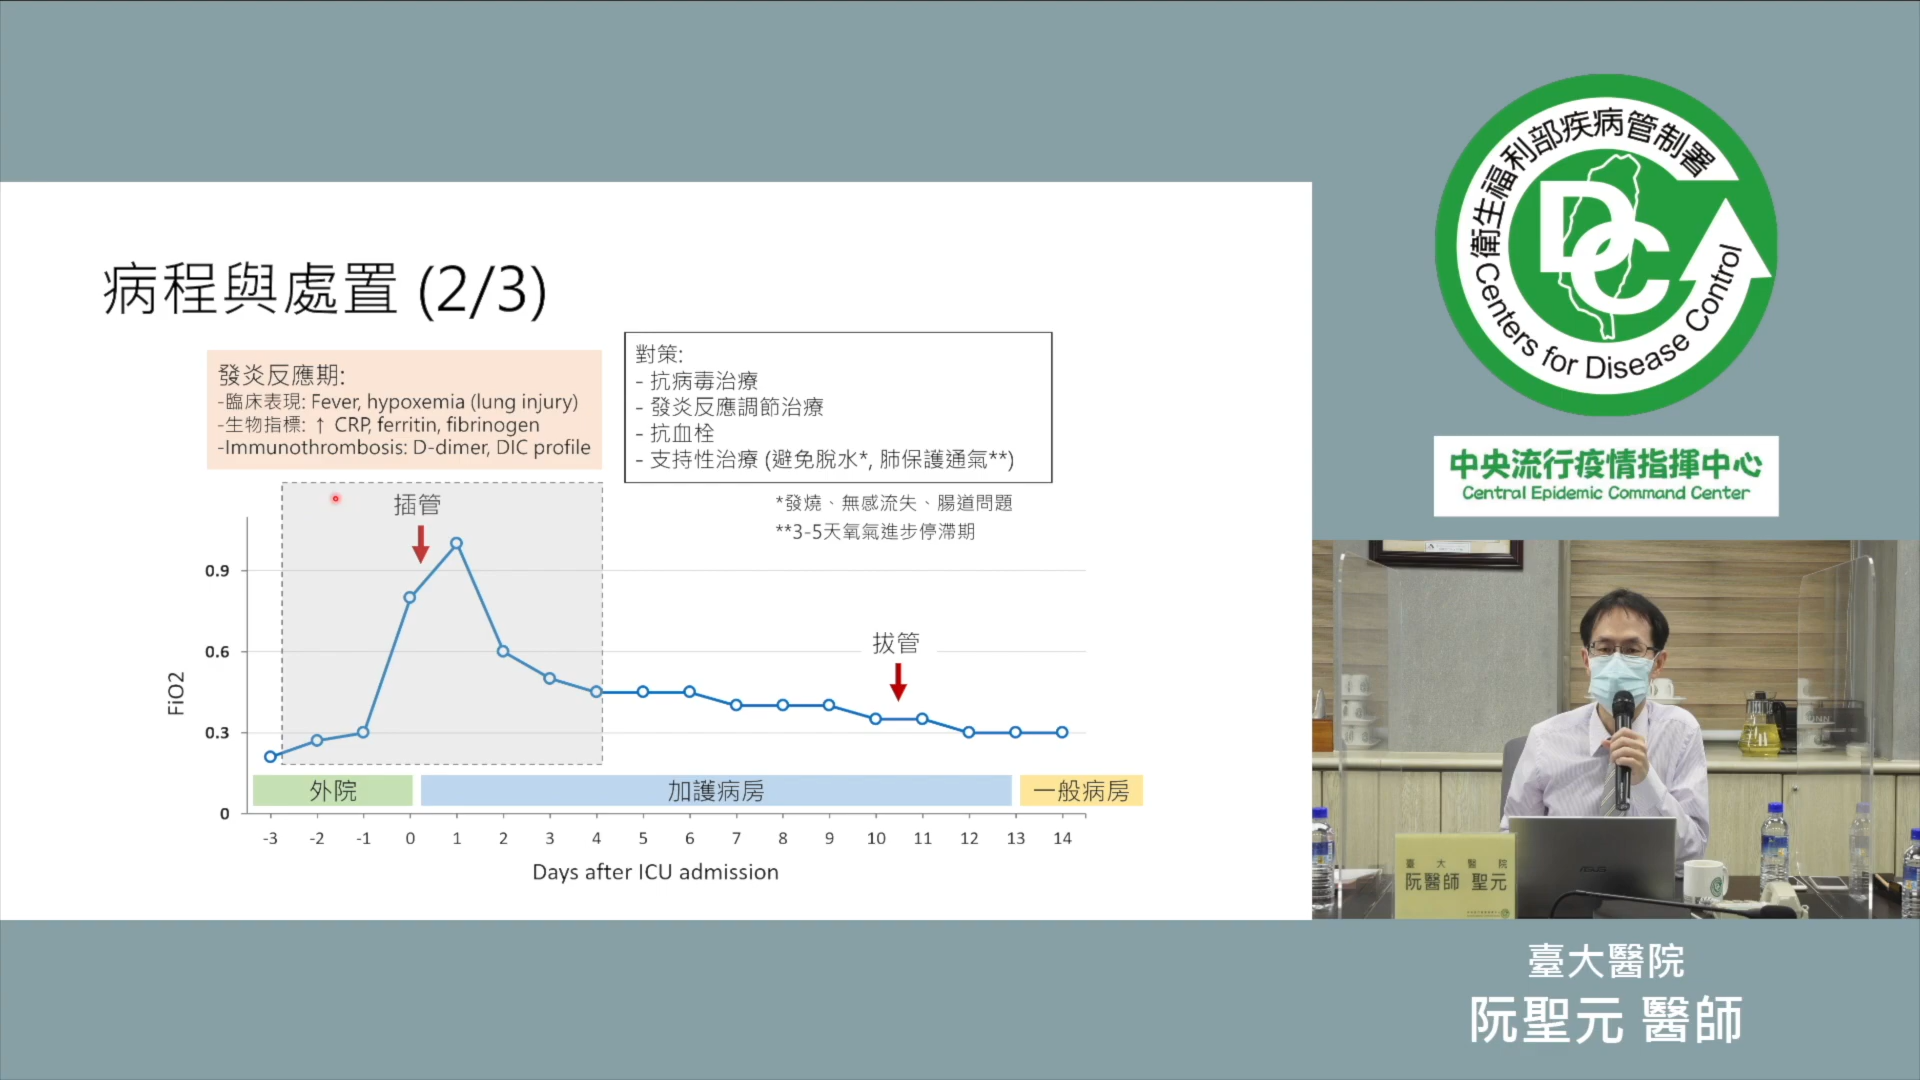 病程與處置 (2/3)
發炎反應期:
-臨床表現: Fever, hypoxemia (lung injury)
-生物指標: ↑ CRP, ferritin, fibrinogen
-Immunothrombosis: D-dimer, DIC profile
對策:
- 抗病毒治療
- 發炎反應調節治療
- 抗血栓
- 支持性治療 (避免脫水*, 肺保護通氣**)
*發燒、無感流失、腸道問題
**3-5天氧氣進步停滯期
插管
拔管
FiO2
0.9
0.6
0.3
0
外院
加護病房
一般病房
-3 -2 -1 0 1 2 3 4 5 6 7 8 9 10 11 12 13 14
Days after ICU admission
衛生福利部疾病管制署
DC
Centers for Disease Control
中央流行疫情指揮中心
Central Epidemic Command Center
臺大醫院
阮醫師 聖元
ASUS
臺大醫院
阮聖元 醫師